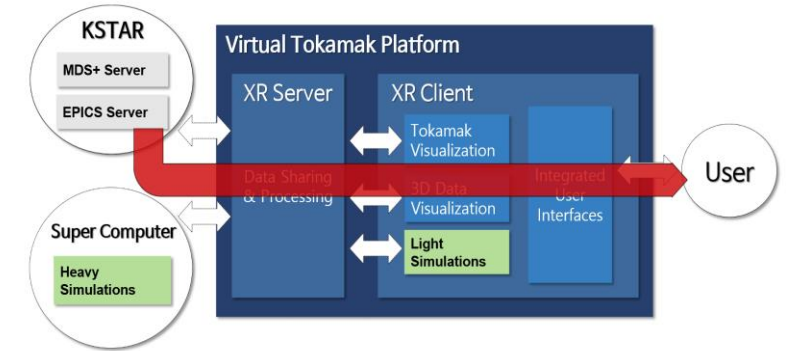 KSTAR
MDS+ Server
EPICS Server
Super Computer
Heavy
Simulations
Virtual Tokamak Platform
XR Server
Data Sharing
& Processing
XR Client
Tokamak
Visualization
3D Data
Visualization
Light
Simulations
Integrated
User
Interfaces
User